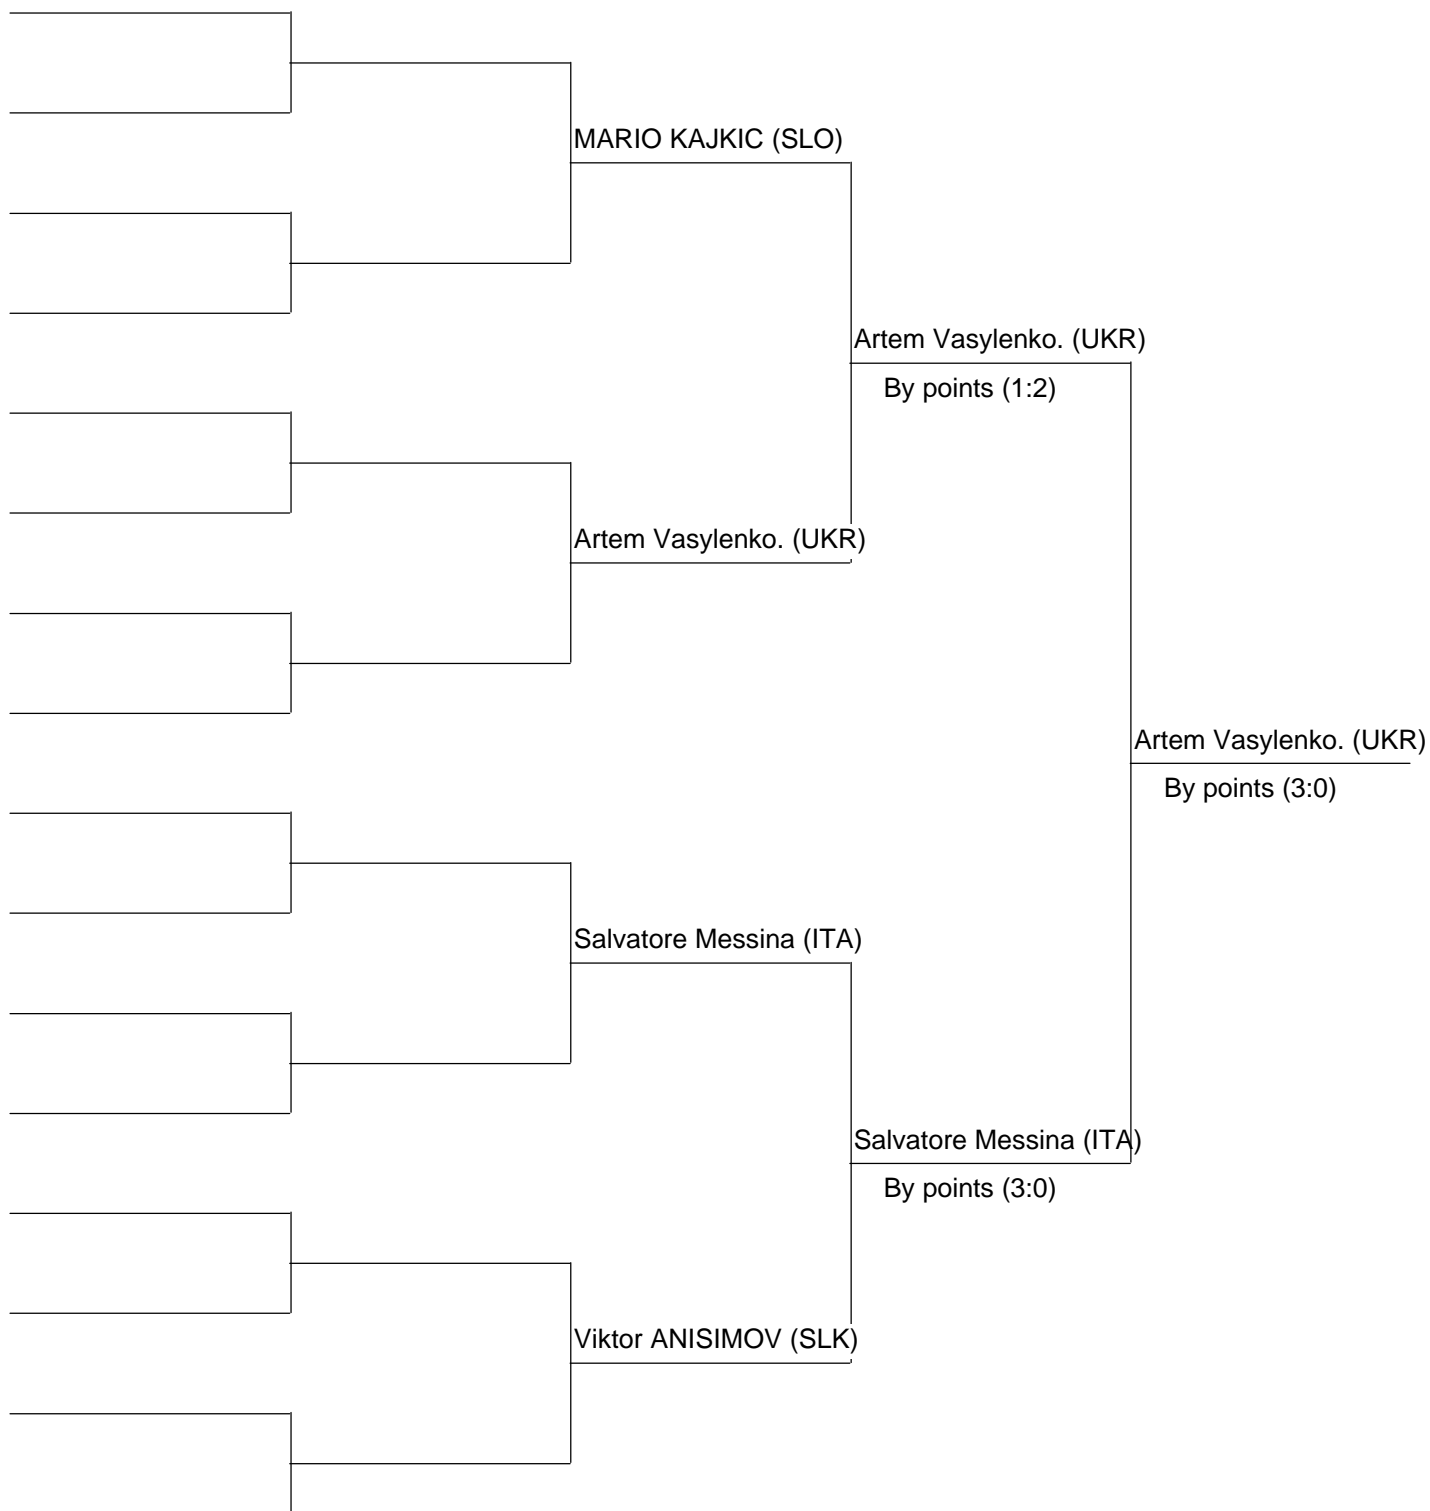 MARIO KAJKIC (SLO)
Artem Vasylenko. (UKR)
By points (1:2)
Artem Vasylenko. (UKR)
Artem Vasylenko. (UKR)
By points (3:0)
Salvatore Messina (ITA)
Salvatore Messina (ITA)
By points (3:0)
Viktor ANISIMOV (SLK)